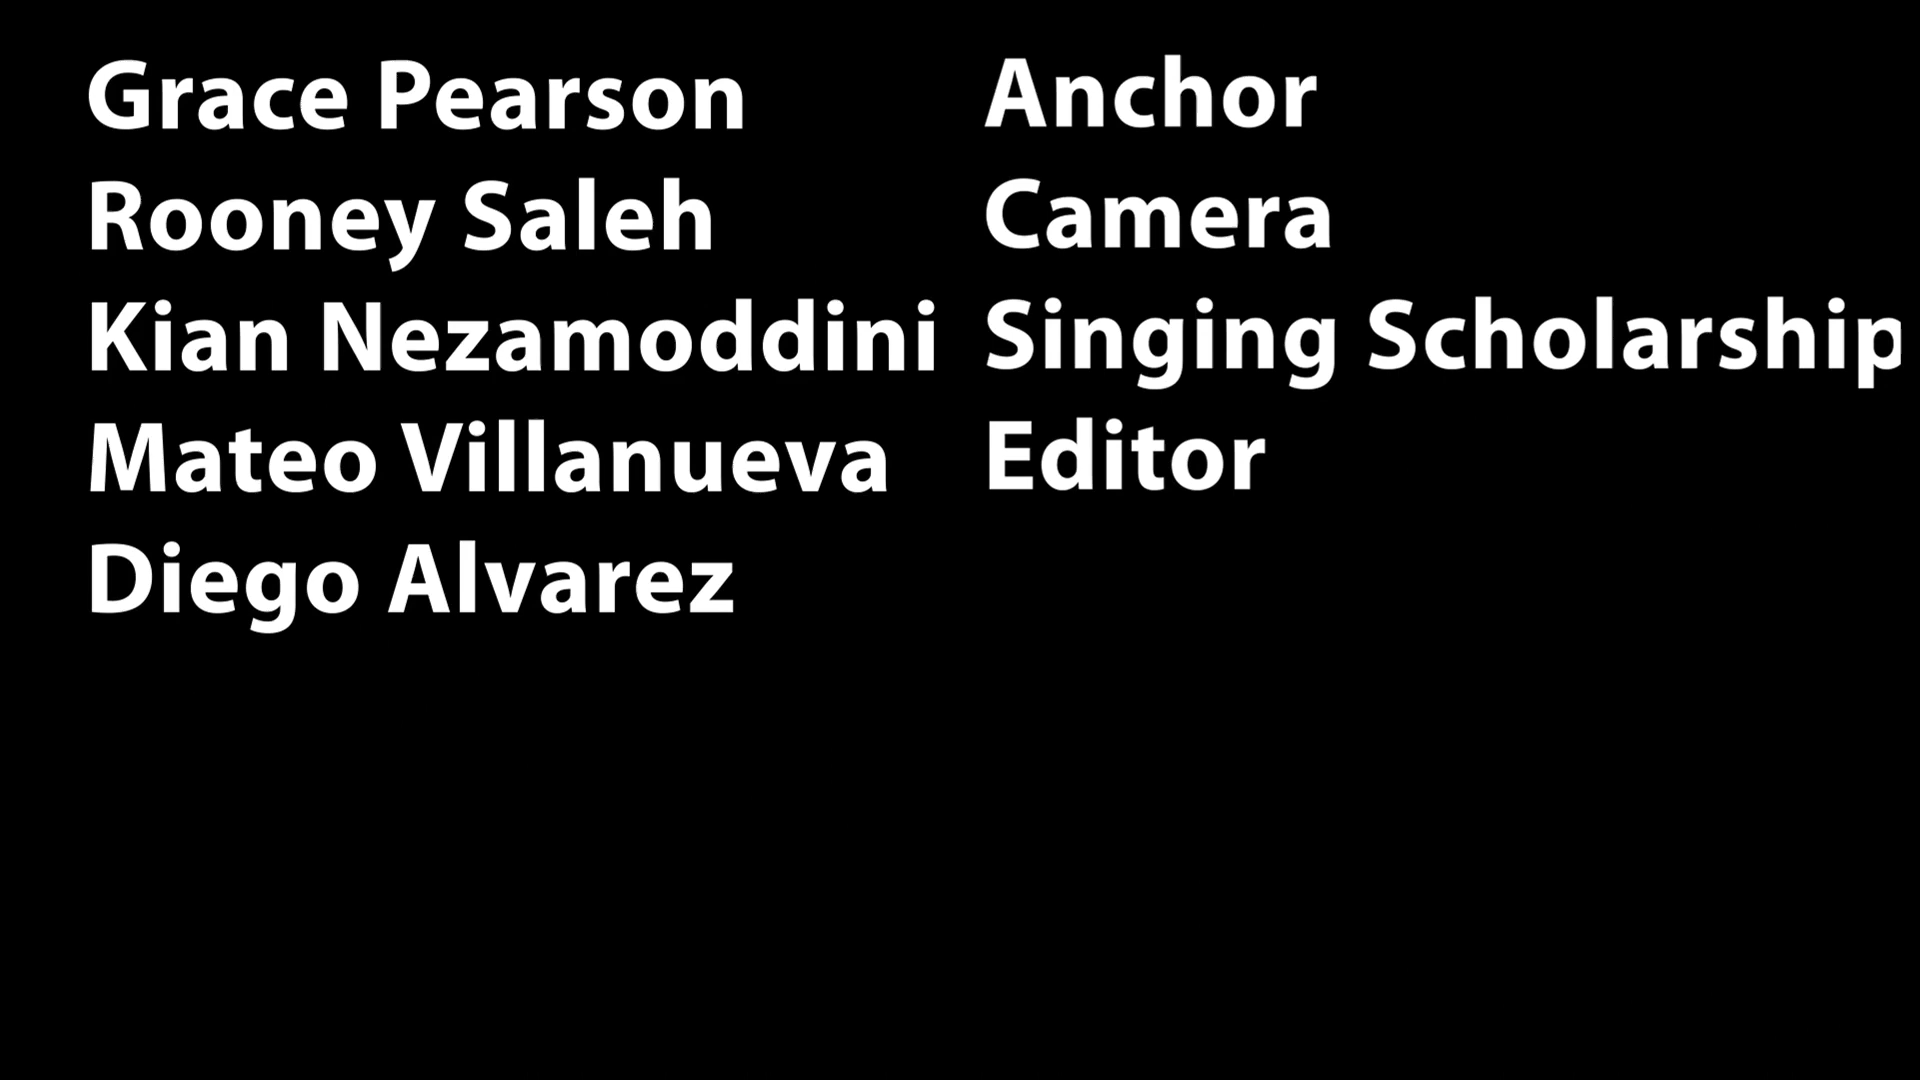 Grace Pearson Anchor
Rooney Saleh Camera
Kian Nezamoddini Singing Scholarship
Mateo Villanueva Editor
Diego Alvarez